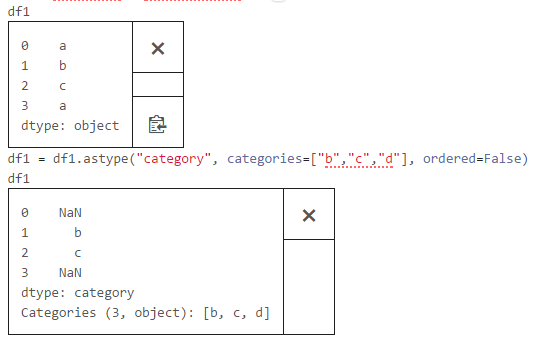 df1
0 a
1 b
2 c
3 a
dtype: object
df1 = df1.astype("category", categories=["b","c","d"], ordered=False)
df1
0 NaN
1 b
2 c
3 NaN
dtype: category
Categories (3, object): [b, c, d]